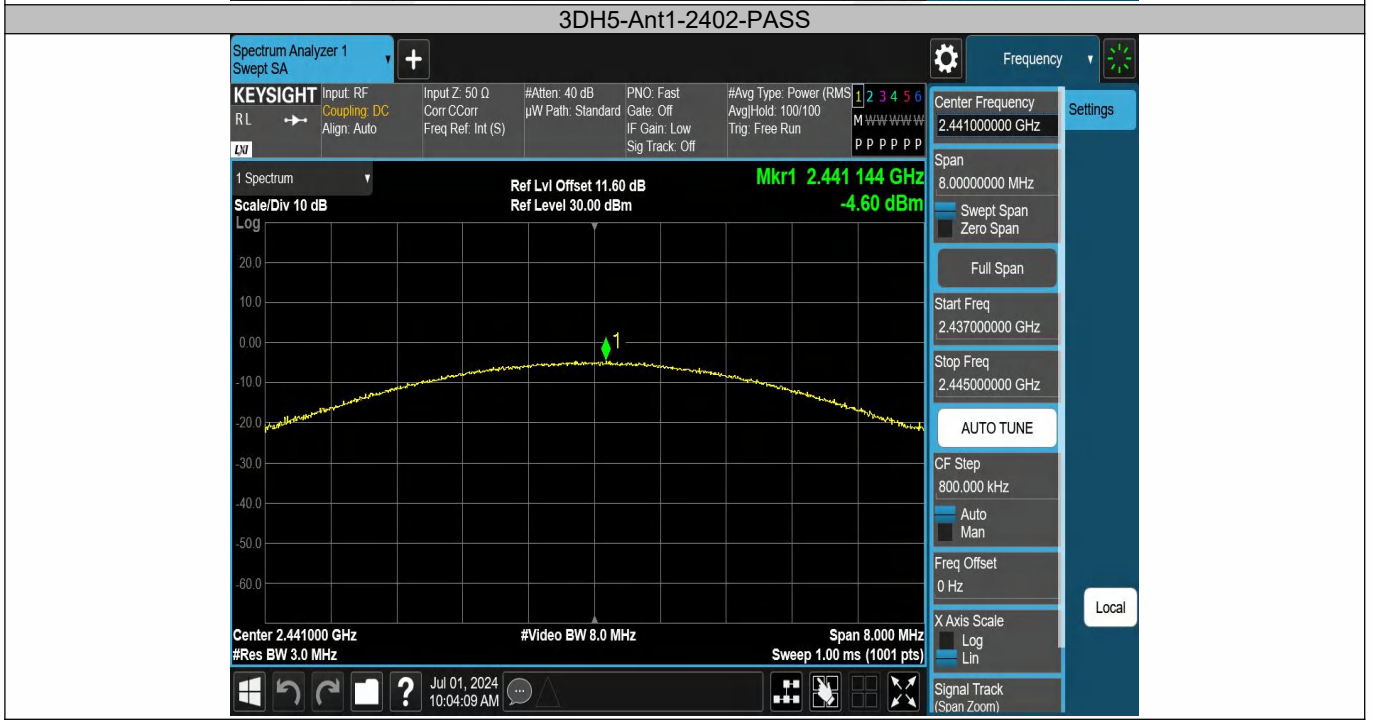 3DH5-Ant1-2402-PASS
Spectrum Analyzer 1
Swept SA
+
Frequency
KEYSIGHT
RL
LXI
Input: RF
Coupling: DC
Align: Auto
Input Z: 50 Ω
Corr CCorr
Freq Ref: Int (S)
#Atten: 40 dB
µW Path: Standard
PNO: Fast
Gate: Off
IF Gain: Low
Sig Track: Off
#Avg Type: Power (RMS
Avg|Hold: 100/100
Trig: Free Run
1 2 3 4 5 6
M W W W W W
P P P P P P
1 Spectrum
Scale/Div 10 dB
Log
Ref Lvl Offset 11.60 dB
Ref Level 30.00 dBm
Mkr1 2.441 144 GHz
-4.60 dBm
20.0
10.0
0.00
-10.0
-20.0
-30.0
-40.0
-50.0
-60.0
1
Center 2.441000 GHz
#Res BW 3.0 MHz
#Video BW 8.0 MHz
Span 8.000 MHz
Sweep 1.00 ms (1001 pts)
Center Frequency
2.441000000 GHz
Settings
Span
8.00000000 MHz
Swept Span
Zero Span
Full Span
Start Freq
2.437000000 GHz
Stop Freq
2.445000000 GHz
AUTO TUNE
CF Step
800.000 kHz
Auto
Man
Freq Offset
0 Hz
X Axis Scale
Log
Lin
Signal Track
(Span Zoom)
Local
?
Jul 01, 2024
10:04:09 AM